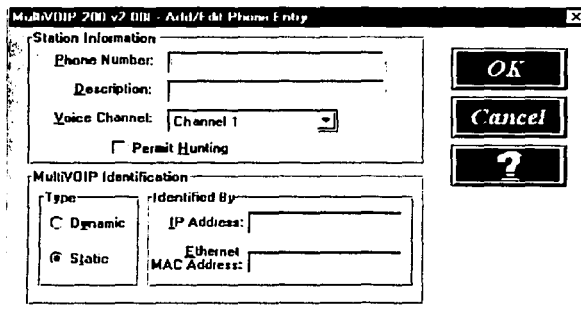 MultiVOIP 200 v2.00i - Add/Edit Phone Entry
Station Information
Phone Number:
Description:
Voice Channel: Channel 1
Permit Hunting
OK
Cancel
?
MultiVOIP Identification
Type
Dynamic
Static
Identified By
IP Address:
Ethernet
MAC Address: